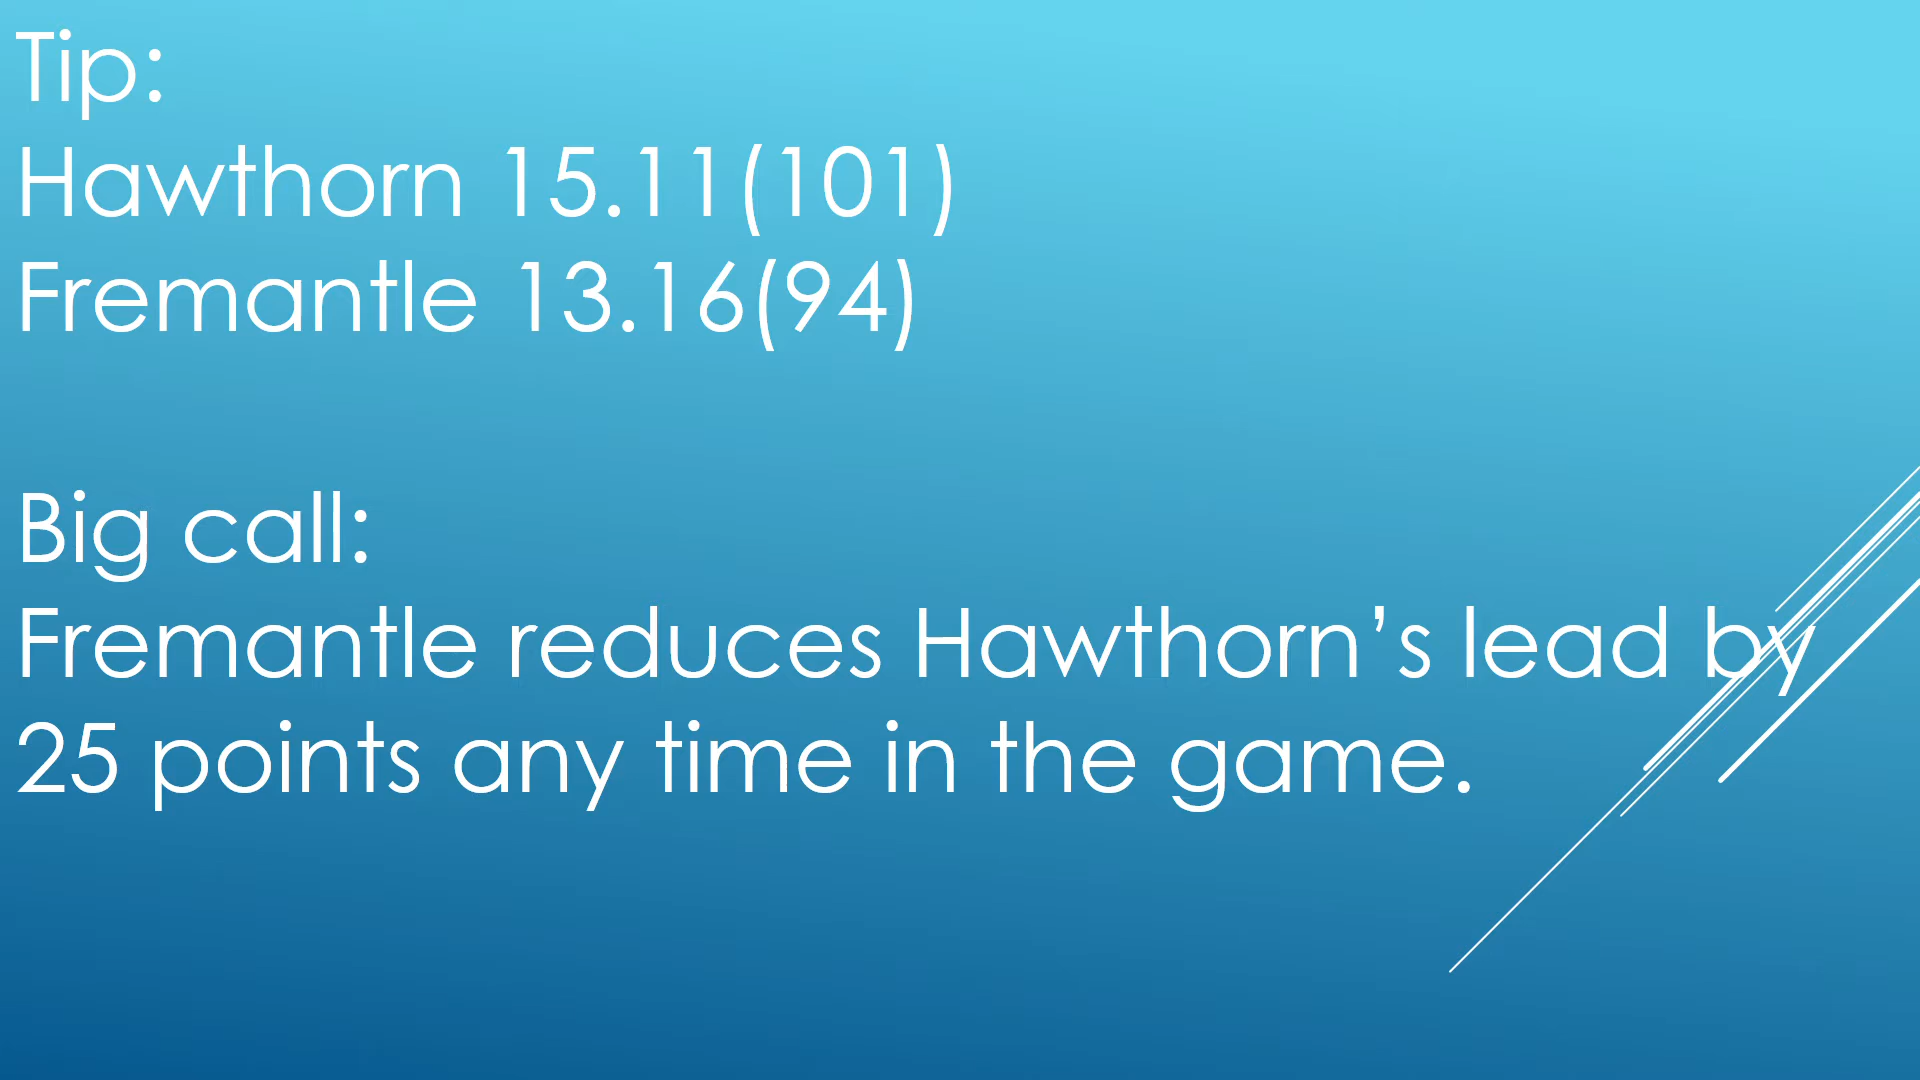 Tip:
Hawthorn 15.11(101)
Fremantle 13.16(94)
Big call:
Fremantle reduces Hawthorn’s lead by
25 points any time in the game.